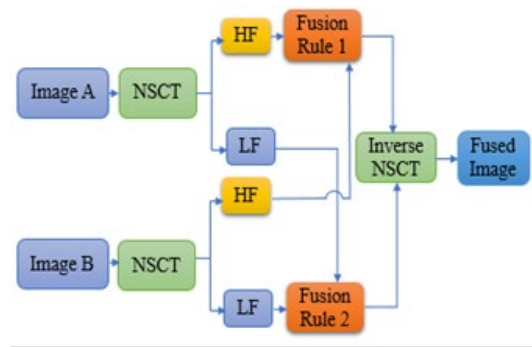 HF
Fusion
Rule 1
Image A
NSCT
LF
Inverse
NSCT
Fused
Image
HF
Image B
NSCT
LF
Fusion
Rule 2